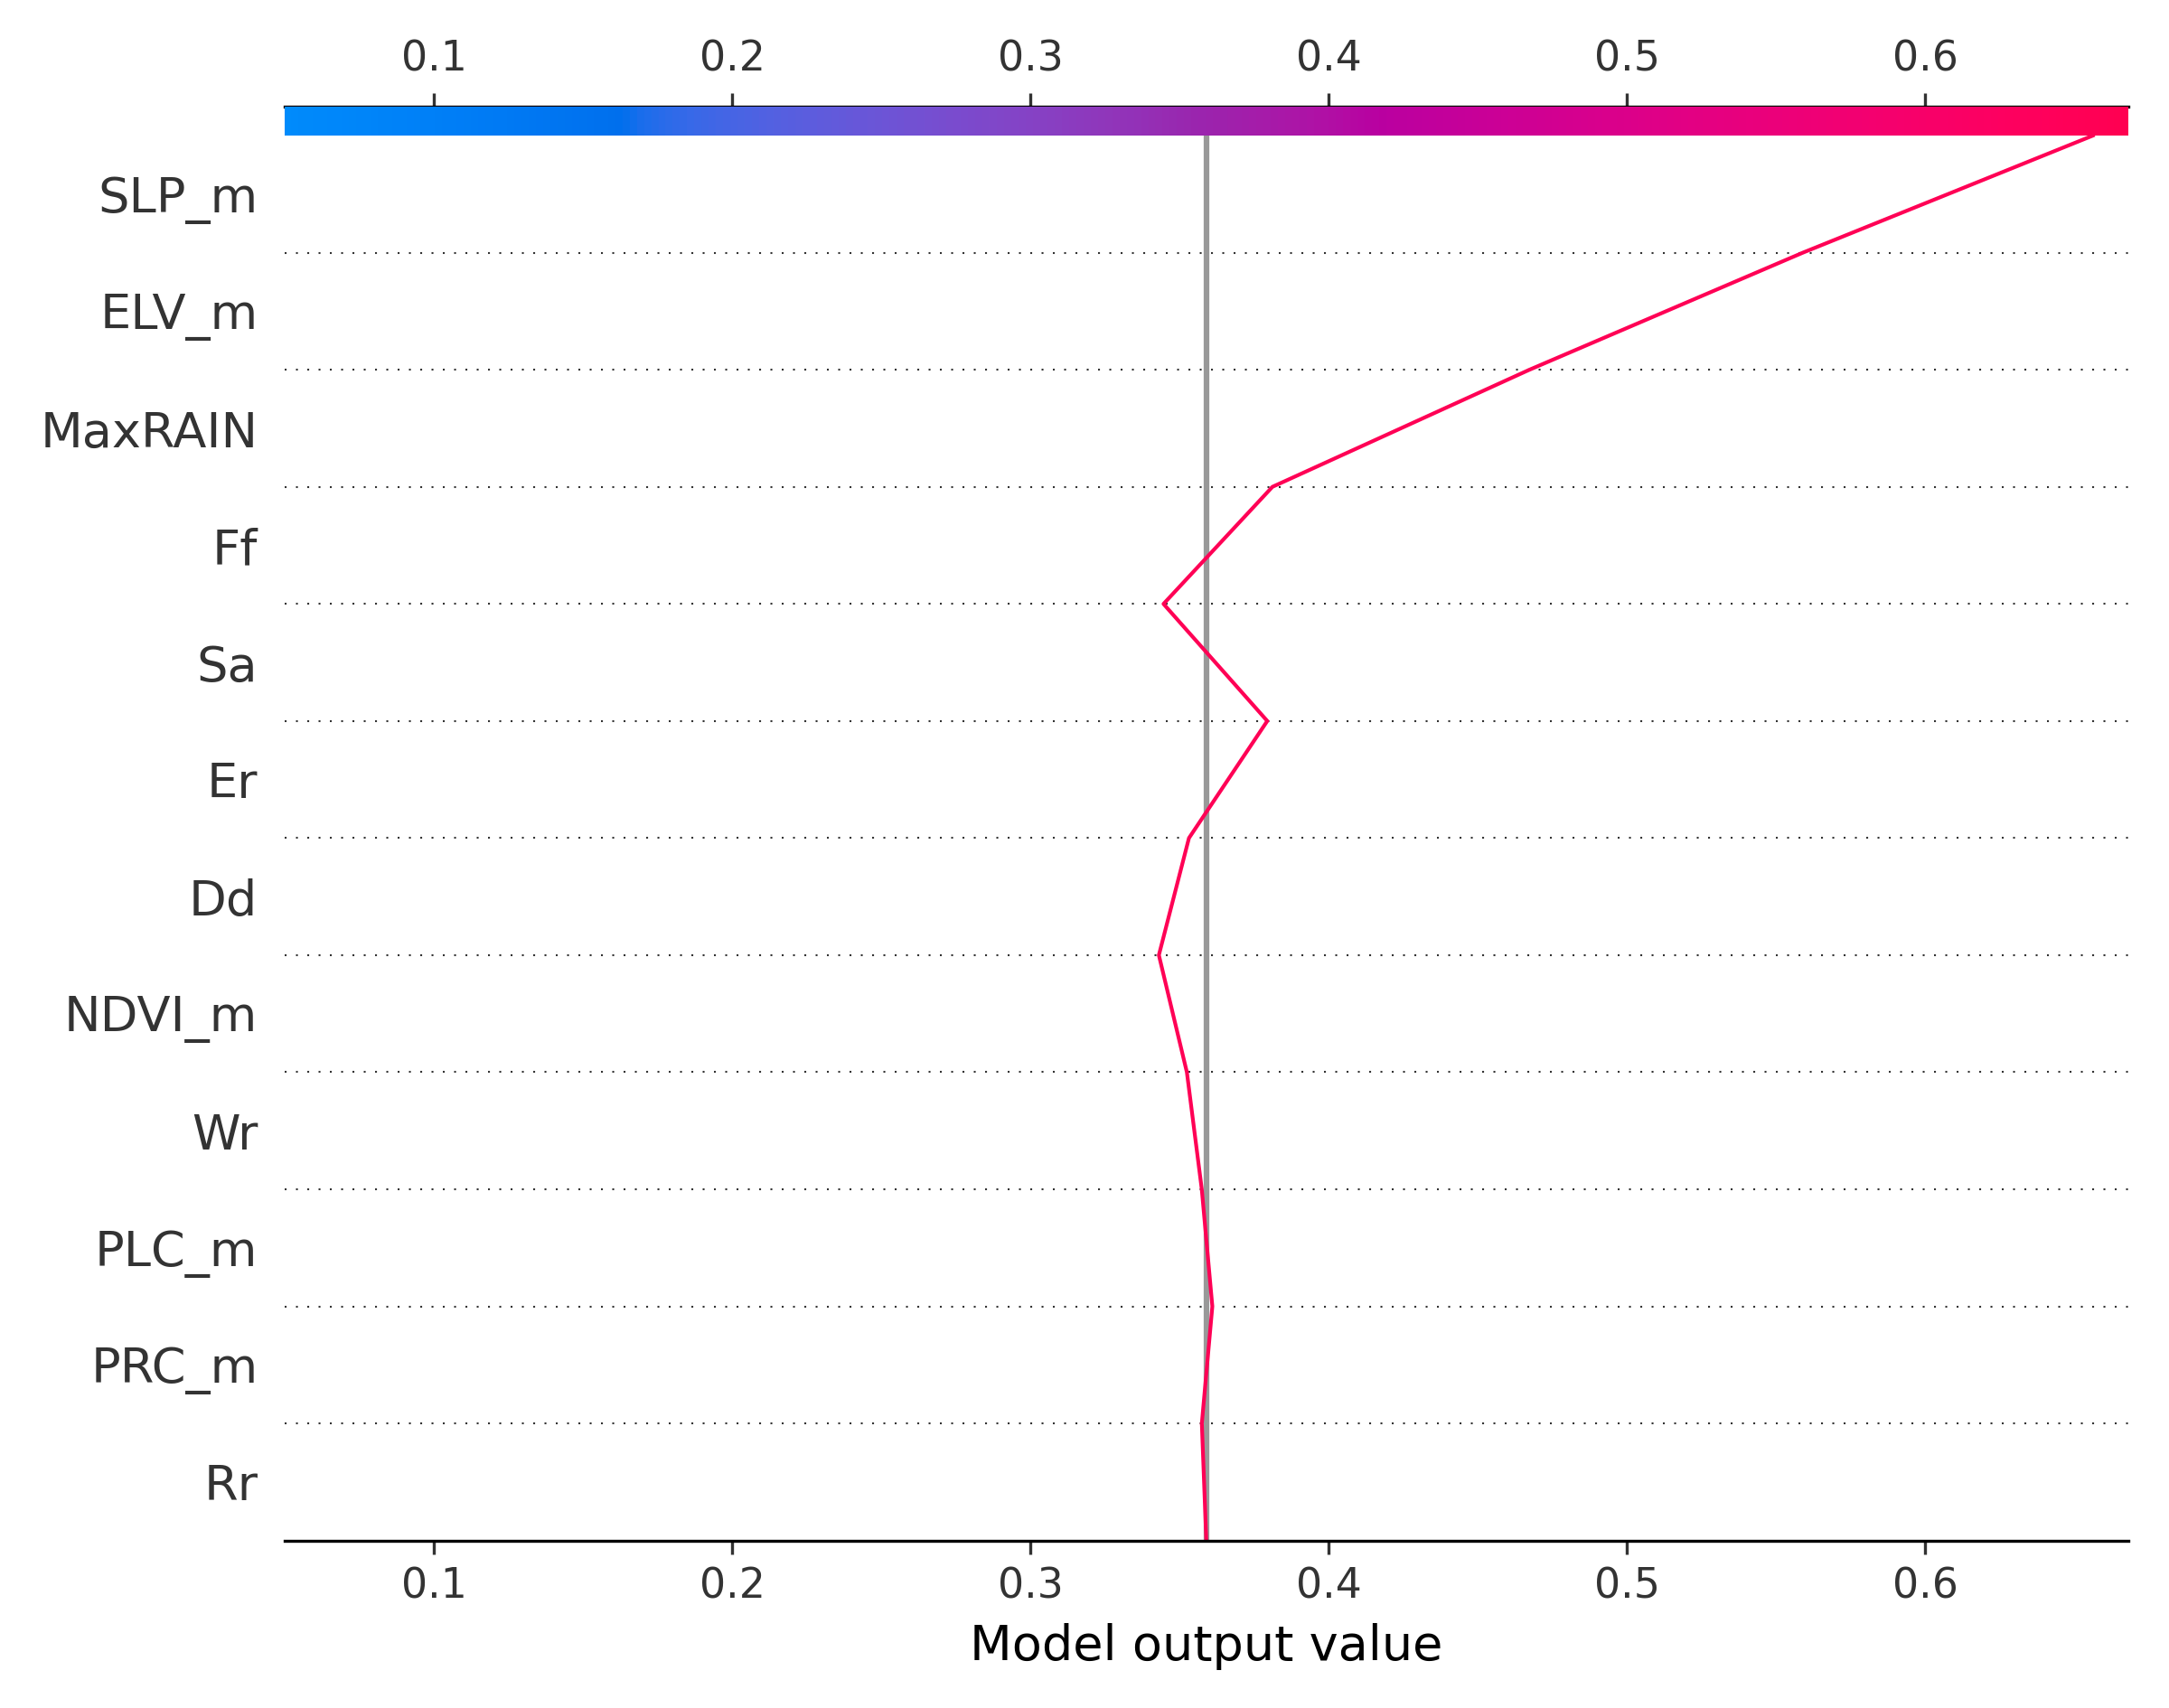 0.1 0.2 0.3 0.4 0.5 0.6
SLP_m
ELV_m
MaxRAIN
Ff
Sa
Er
Dd
NDVI_m
Wr
PLC_m
PRC_m
Rr
0.1 0.2 0.3 0.4 0.5 0.6
Model output value